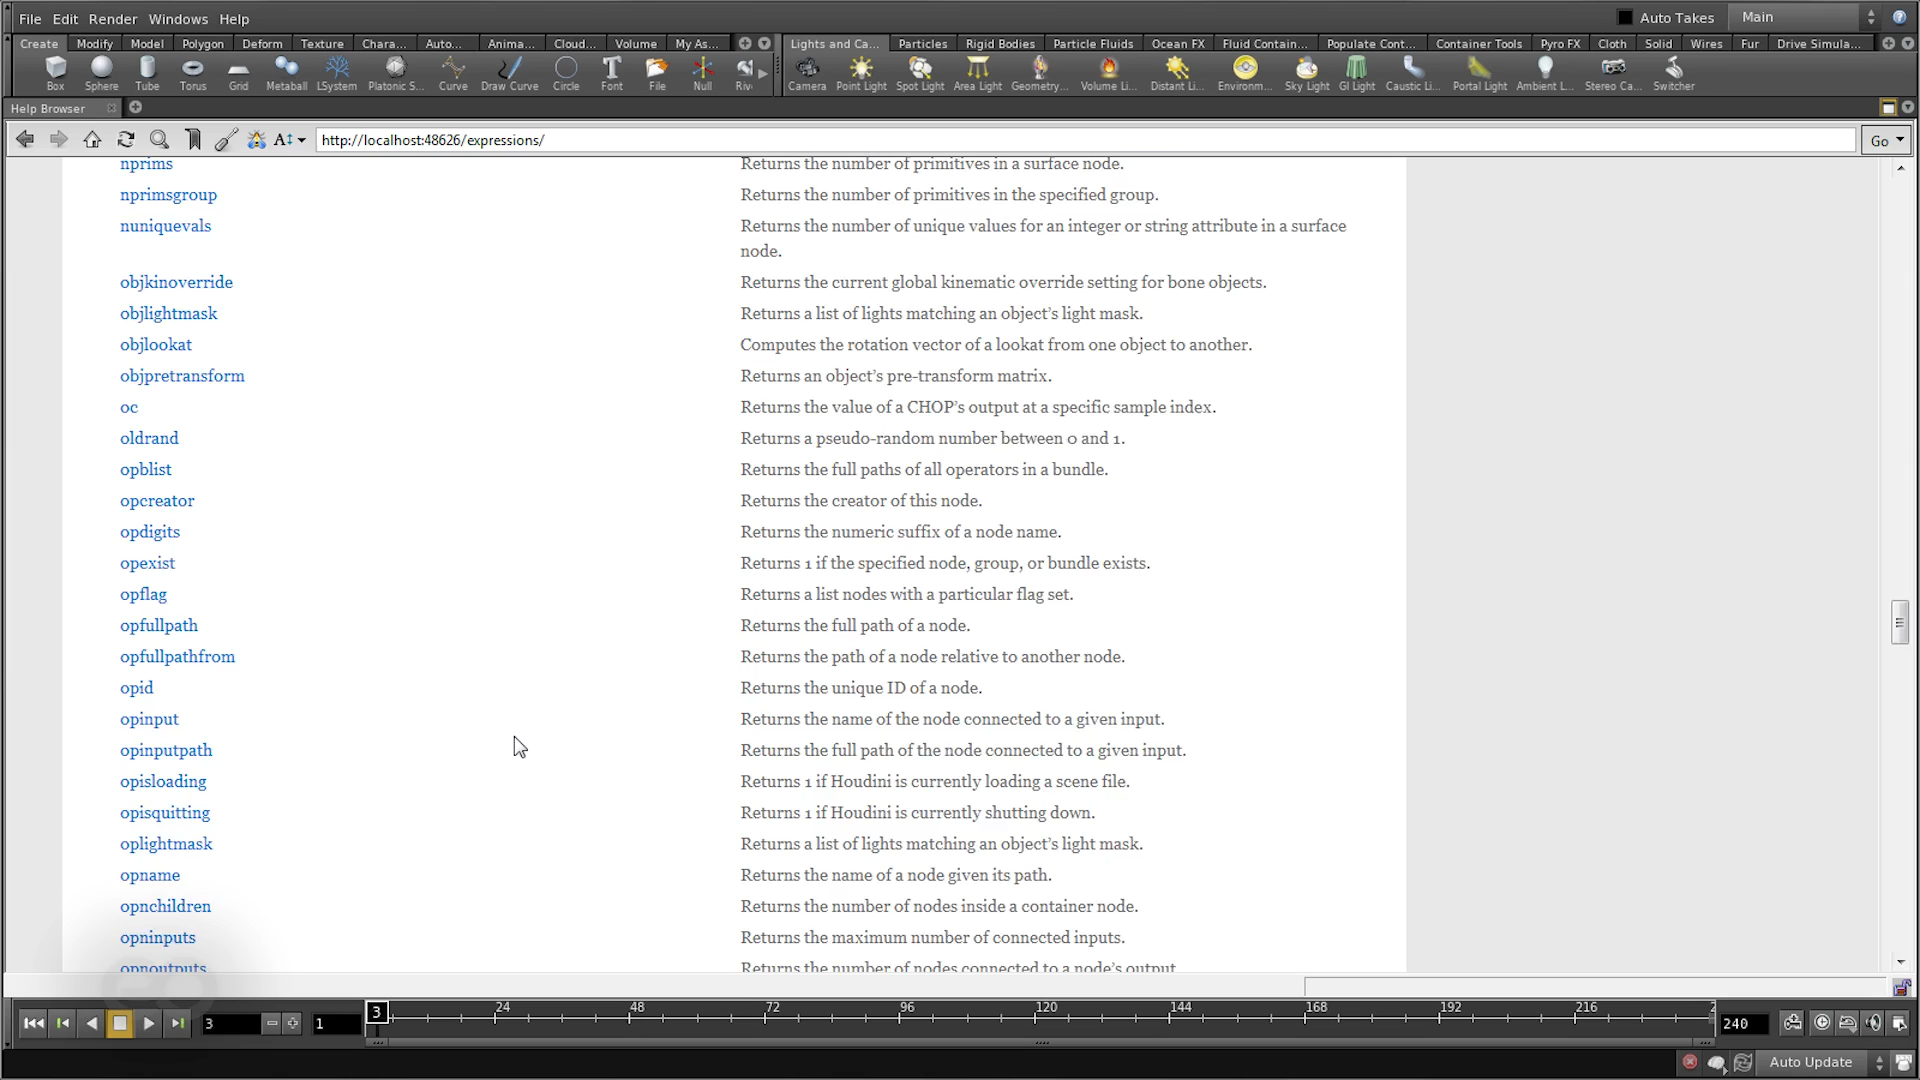 File Edit Render Windows Help Auto Takes Main
Create Modify Model Polygon Deform Texture Chara... Auto... Anima... Cloud... Volume My As... Lights and Ca... Particles Rigid Bodies Particle Fluids Ocean FX Fluid Contain... Populate Cont... Container Tools Pyro FX Cloth Solid Wires Fur Drive Simula...
Box Sphere Tube Torus Grid Metaball LSystem Platonic S... Curve Draw Curve Circle Font File Null Riv Camera Point Light Spot Light Area Light Geometry... Volume Li... Distant Li... Environm... Sky Light GI Light Caustic Li... Portal Light Ambient L... Stereo Ca... Switcher
Help Browser
http://localhost:48626/expressions/ Go
nprims Returns the number of primitives in a surface node.
nprimsgroup Returns the number of primitives in the specified group.
nuniquevals Returns the number of unique values for an integer or string attribute in a surface
node.
objkinoverride Returns the current global kinematic override setting for bone objects.
objlightmask Returns a list of lights matching an object’s light mask.
objlookat Computes the rotation vector of a lookat from one object to another.
objpretransform Returns an object’s pre-transform matrix.
oc Returns the value of a CHOP’s output at a specific sample index.
oldrand Returns a pseudo-random number between 0 and 1.
opblist Returns the full paths of all operators in a bundle.
opcreator Returns the creator of this node.
opdigits Returns the numeric suffix of a node name.
opexist Returns 1 if the specified node, group, or bundle exists.
opflag Returns a list nodes with a particular flag set.
opfullpath Returns the full path of a node.
opfullpathfrom Returns the path of a node relative to another node.
opid Returns the unique ID of a node.
opinput Returns the name of the node connected to a given input.
opinputpath Returns the full path of the node connected to a given input.
opisloading Returns 1 if Houdini is currently loading a scene file.
opisquitting Returns 1 if Houdini is currently shutting down.
oplightmask Returns a list of lights matching an object’s light mask.
opname Returns the name of a node given its path.
opnchildren Returns the number of nodes inside a container node.
opninputs Returns the maximum number of connected inputs.
opnoutputs Returns the number of nodes connected to a node’s output
3 24 48 72 96 120 144 168 192 216 2
3 1 240
Auto Update